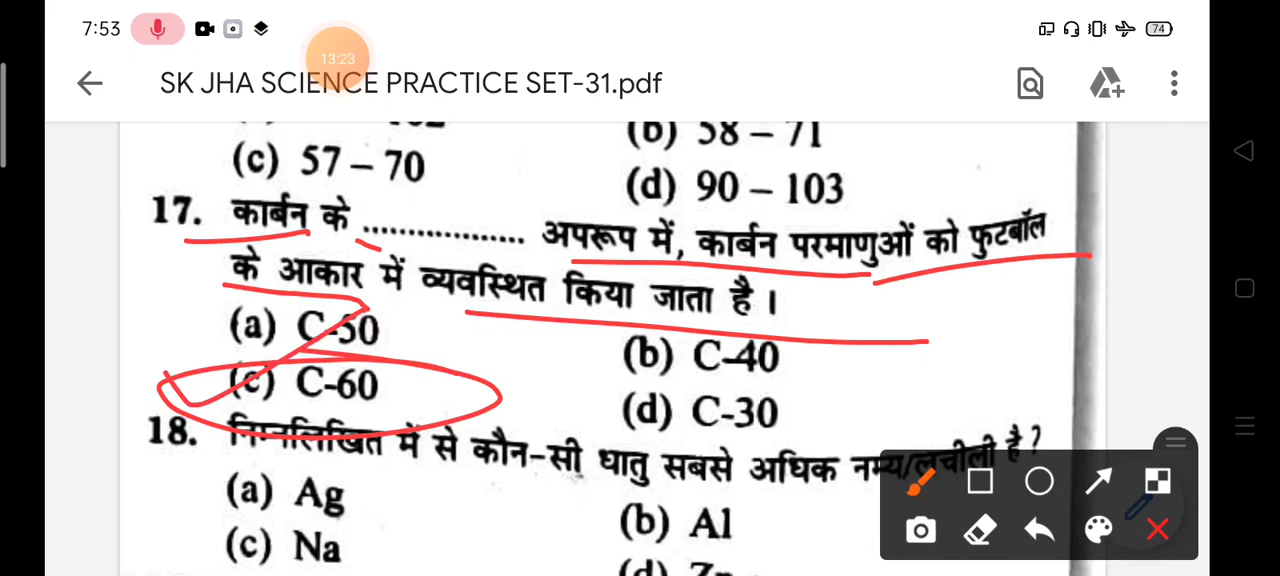 7:53
74
13:23
SK JHA SCIENCE PRACTICE SET-31.pdf
(b) 58 – 71
(c) 57 – 70
(d) 90 – 103
17. कार्बन के .................. अपरूप में, कार्बन परमाणुओं को फुटबॉल
के आकार में व्यवस्थित किया जाता है ।
(a) C-50
(b) C-40
(c) C-60
(d) C-30
18. निम्नलिखित में से कौन-सी धातु सबसे अधिक नम्य/लचीली है?
(a) Ag
(b) Al
(c) Na